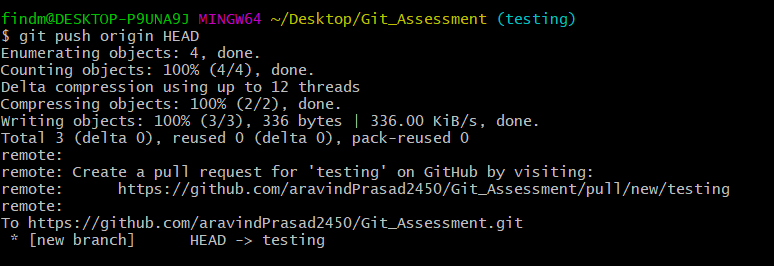 findm@DESKTOP-P9UNA9J MINGW64 ~/Desktop/Git_Assessment (testing)
$ git push origin HEAD
Enumerating objects: 4, done.
Counting objects: 100% (4/4), done.
Delta compression using up to 12 threads
Compressing objects: 100% (2/2), done.
Writing objects: 100% (3/3), 336 bytes | 336.00 KiB/s, done.
Total 3 (delta 0), reused 0 (delta 0), pack-reused 0
remote:
remote: Create a pull request for 'testing' on GitHub by visiting:
remote:      https://github.com/aravindPrasad2450/Git_Assessment/pull/new/testing
remote:
To https://github.com/aravindPrasad2450/Git_Assessment.git
 * [new branch]      HEAD -> testing